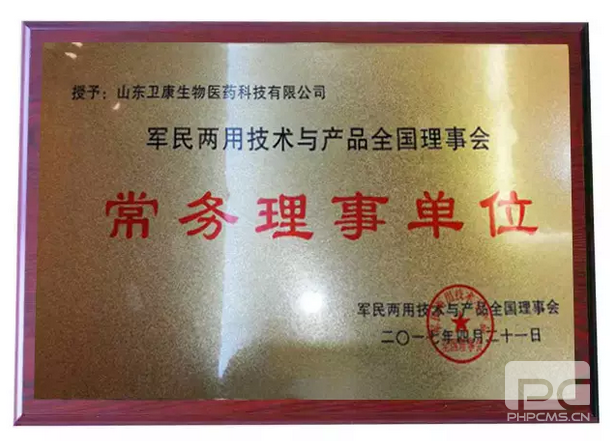 授予：山东卫康生物医药科技有限公司
军民两用技术与产品全国理事会
常务理事单位
军民两用技术与产品全国理事会
二〇一七年四月二十一日
PC
PHPCMS.CN